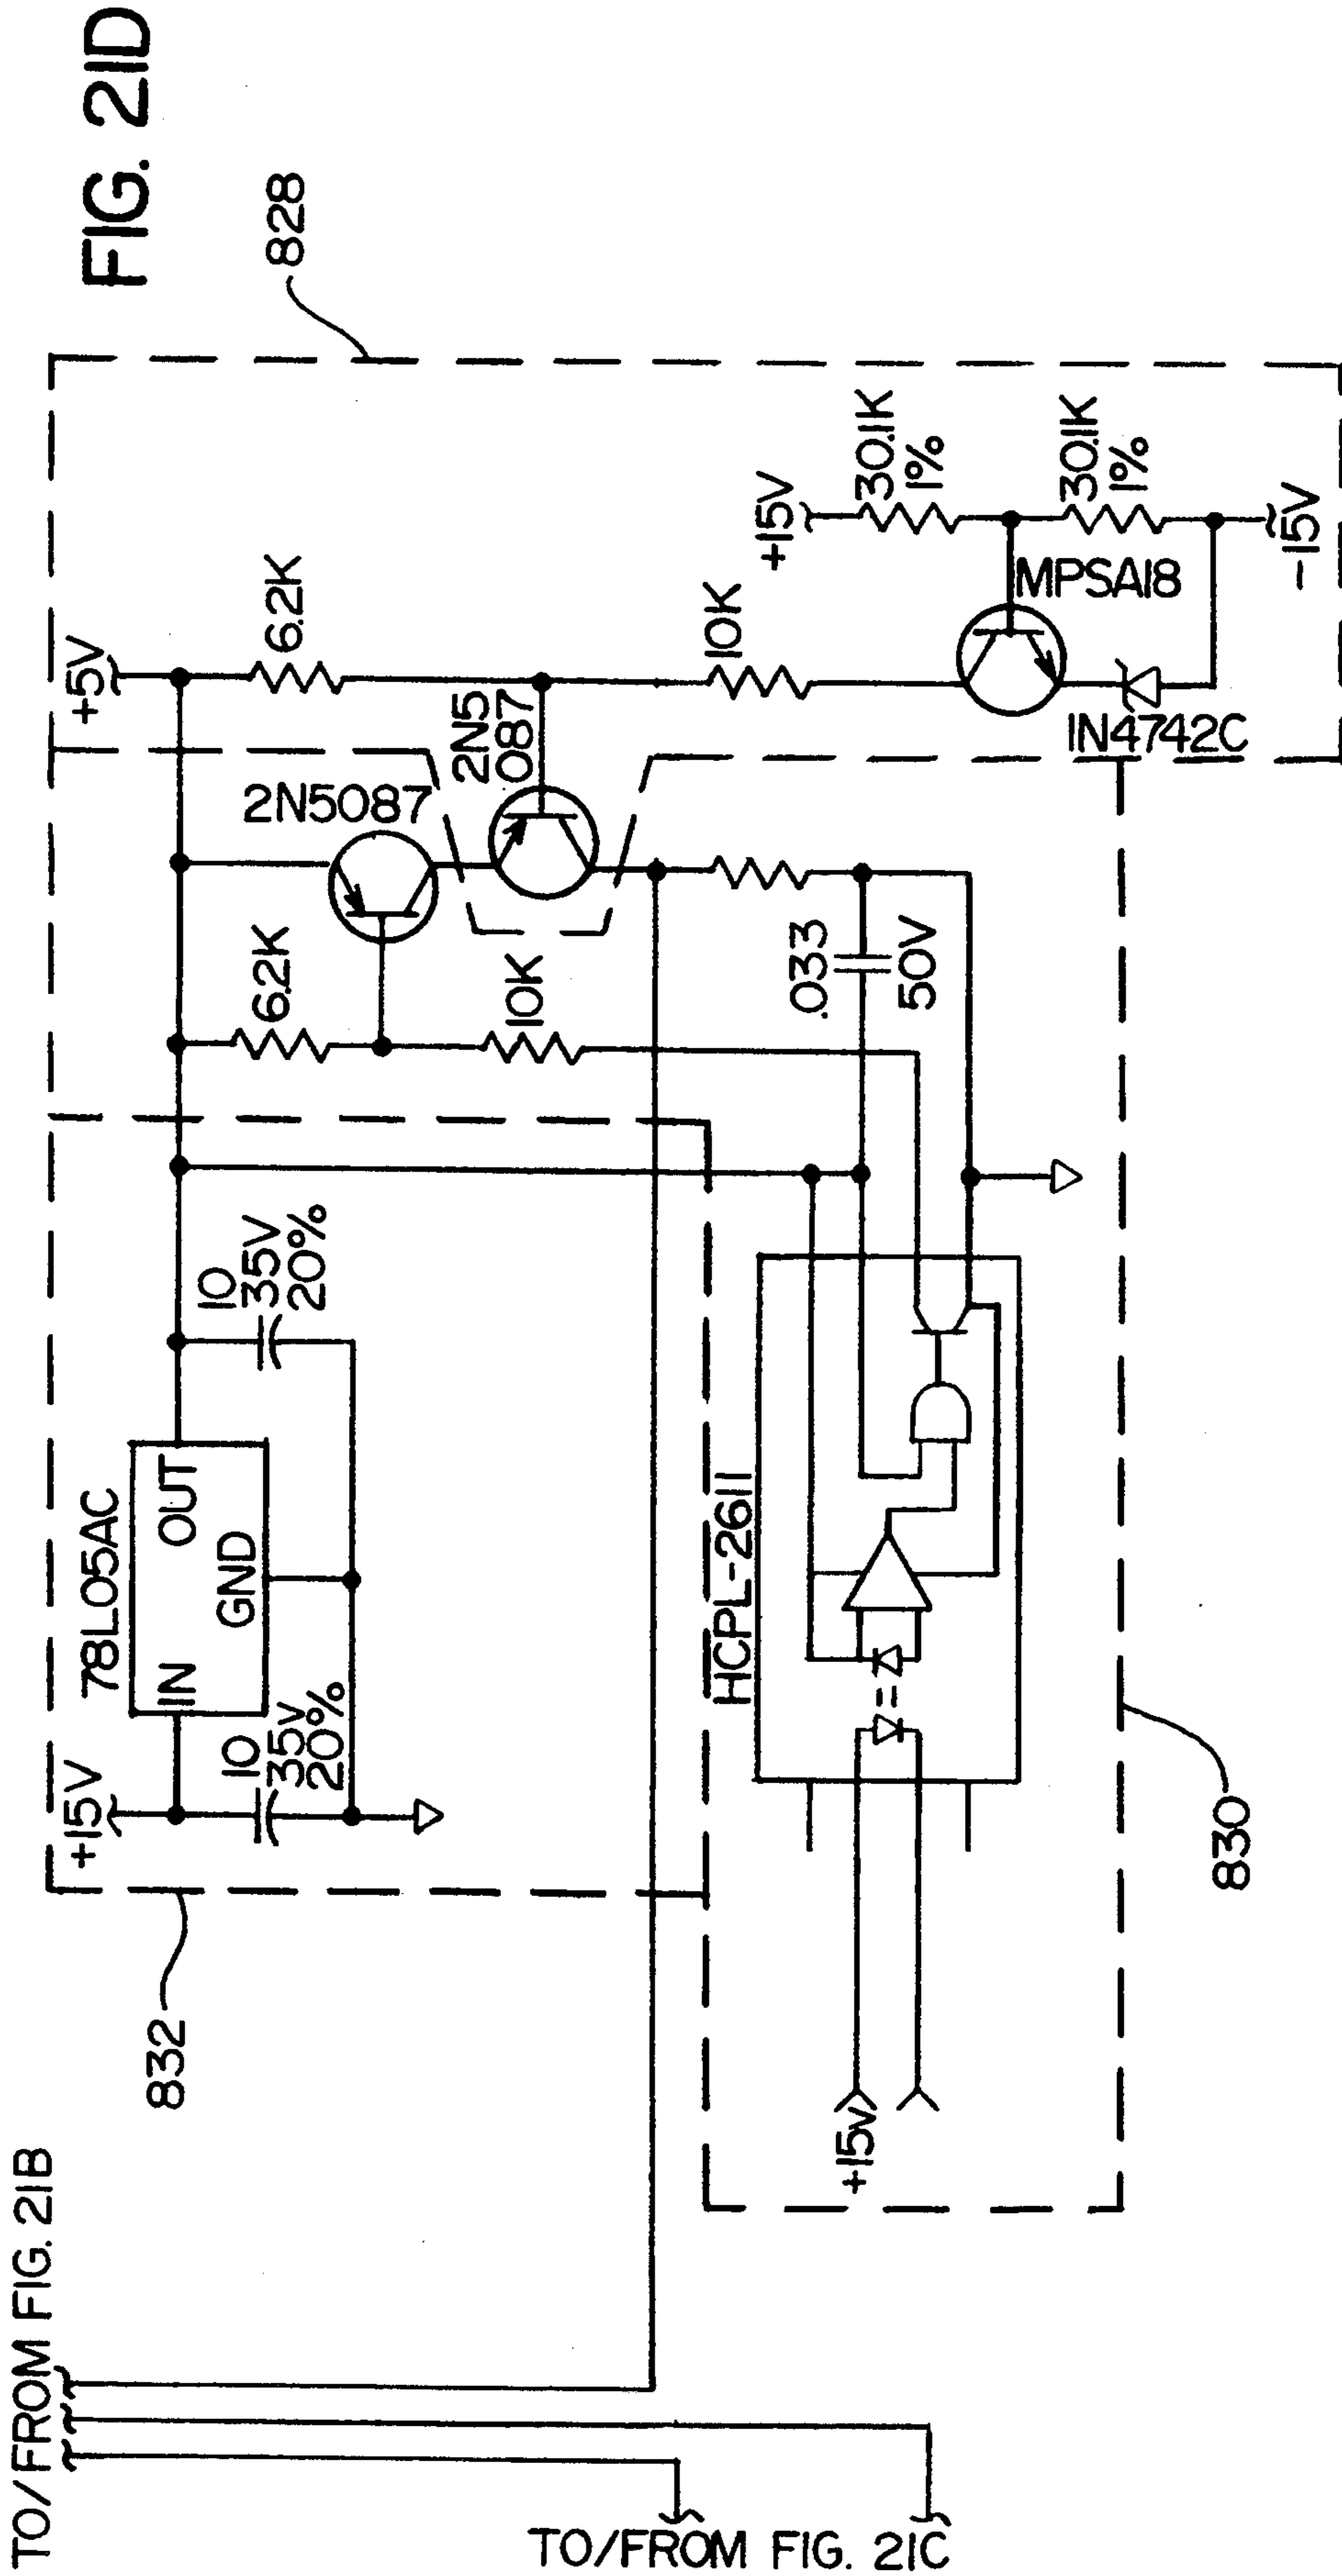 FIG. 21D
828
+5V
6.2K
10K
+15V
30.1K
1%
30.1K
1%
-15V
MPSA18
IN4742C
2N5
087
2N5087
6.2K
10K
.033
50V
78L05AC
IN
OUT
GND
+15V
10
35V
20%
10
35V
20%
HCPL-2611
+15V
832
830
TO/FROM FIG. 21B
TO/FROM FIG. 21C